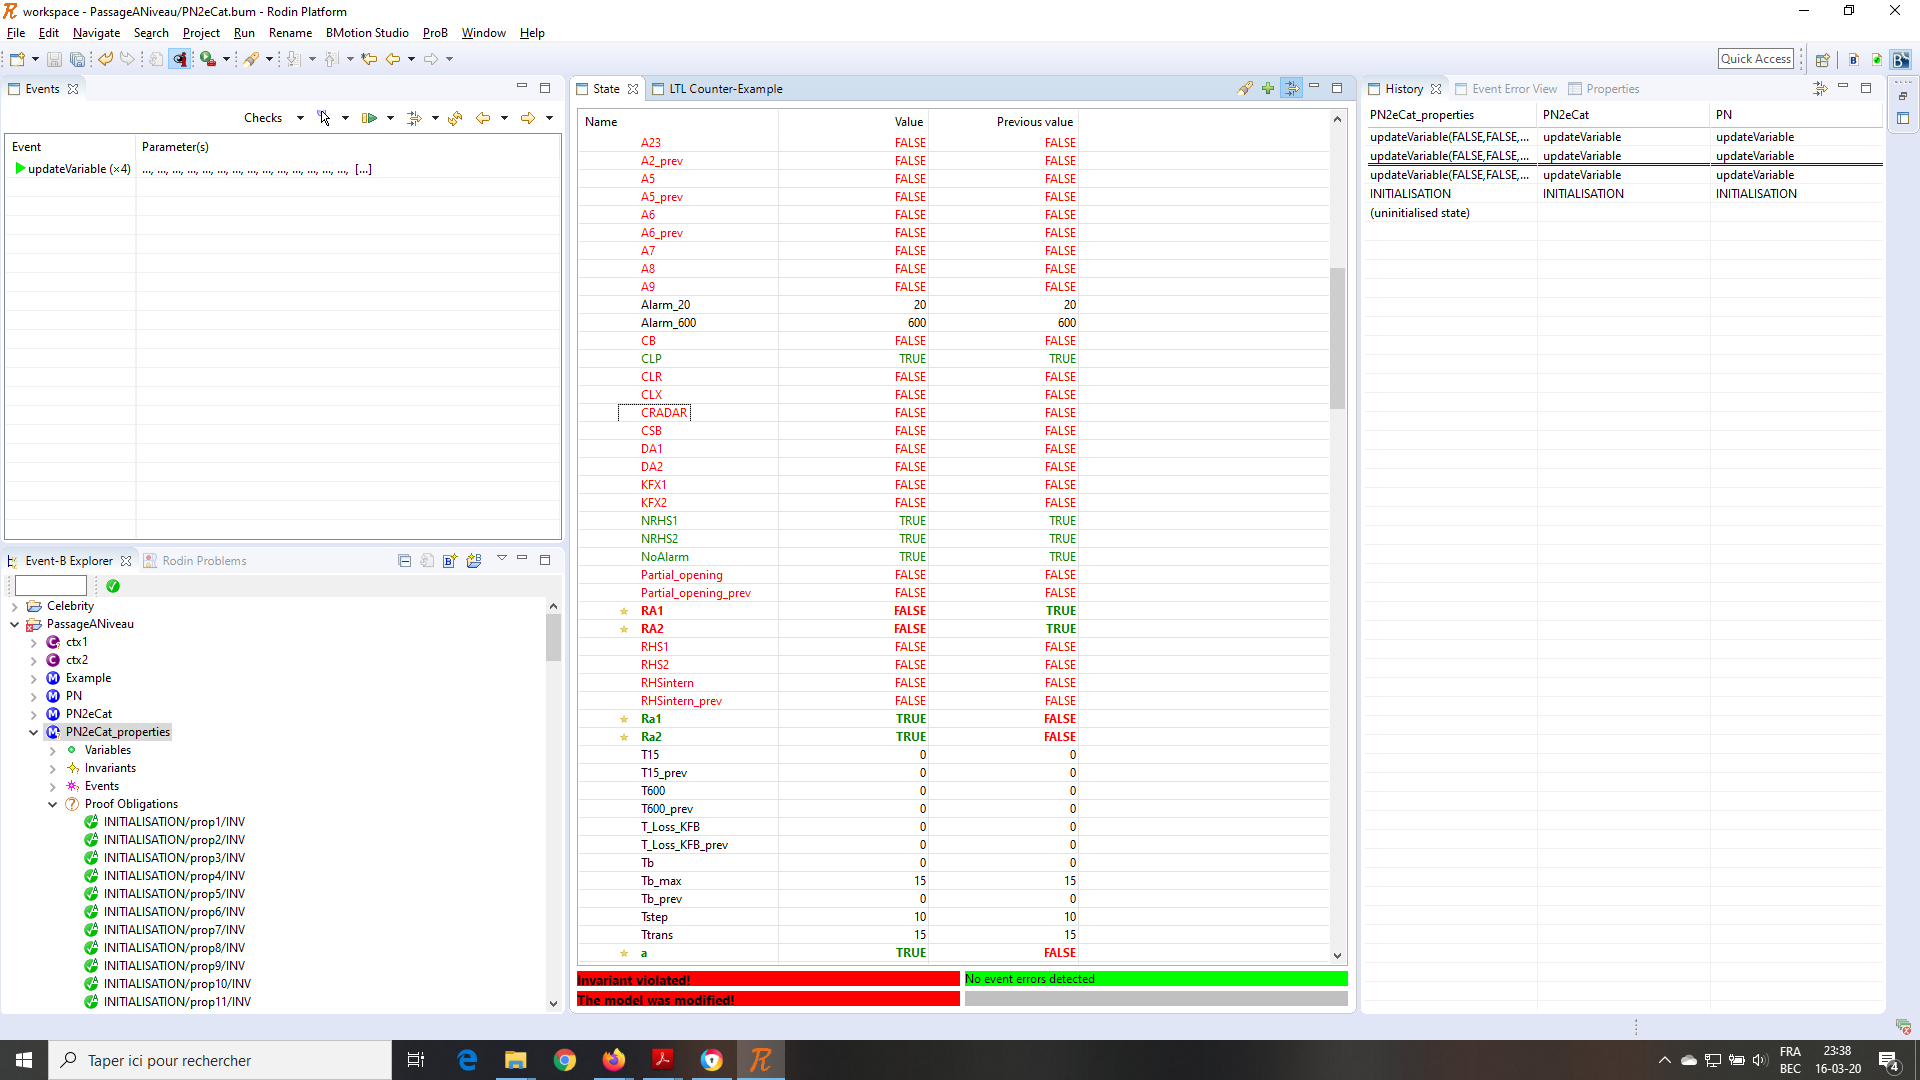 workspace - PassageANiveau/PN2eCat.bum - Rodin Platform
File Edit Navigate Search Project Run Rename BMotion Studio ProB Window Help
Quick Access
Events
Checks
Event Parameter(s)
updateVariable (×4) ..., ..., ..., ..., ..., ..., ..., ..., ..., ..., ..., ..., ..., ..., [...]
Event-B Explorer Rodin Problems
Celebrity
PassageANiveau
ctx1
ctx2
Example
PN
PN2eCat
PN2eCat_properties
Variables
Invariants
Events
Proof Obligations
INITIALISATION/prop1/INV
INITIALISATION/prop2/INV
INITIALISATION/prop3/INV
INITIALISATION/prop4/INV
INITIALISATION/prop5/INV
INITIALISATION/prop6/INV
INITIALISATION/prop7/INV
INITIALISATION/prop8/INV
INITIALISATION/prop9/INV
INITIALISATION/prop10/INV
INITIALISATION/prop11/INV
State LTL Counter-Example
Name Value Previous value
A23 FALSE FALSE
A2_prev FALSE FALSE
A5 FALSE FALSE
A5_prev FALSE FALSE
A6 FALSE FALSE
A6_prev FALSE FALSE
A7 FALSE FALSE
A8 FALSE FALSE
A9 FALSE FALSE
Alarm_20 20 20
Alarm_600 600 600
CB FALSE FALSE
CLP TRUE TRUE
CLR FALSE FALSE
CLX FALSE FALSE
CRADAR FALSE FALSE
CSB FALSE FALSE
DA1 FALSE FALSE
DA2 FALSE FALSE
KFX1 FALSE FALSE
KFX2 FALSE FALSE
NRHS1 TRUE TRUE
NRHS2 TRUE TRUE
NoAlarm TRUE TRUE
Partial_opening FALSE FALSE
Partial_opening_prev FALSE FALSE
RA1 FALSE TRUE
RA2 FALSE TRUE
RHS1 FALSE FALSE
RHS2 FALSE FALSE
RHSintern FALSE FALSE
RHSintern_prev FALSE FALSE
Ra1 TRUE FALSE
Ra2 TRUE FALSE
T15 0 0
T15_prev 0 0
T600 0 0
T600_prev 0 0
T_Loss_KFB 0 0
T_Loss_KFB_prev 0 0
Tb 0 0
Tb_max 15 15
Tb_prev 0 0
Tstep 10 10
Ttrans 15 15
a TRUE FALSE
Invariant violated! No event errors detected
The model was modified!
History Event Error View Properties
PN2eCat_properties PN2eCat PN
updateVariable(FALSE,FALSE,... updateVariable updateVariable
updateVariable(FALSE,FALSE,... updateVariable updateVariable
updateVariable(FALSE,FALSE,... updateVariable updateVariable
INITIALISATION INITIALISATION INITIALISATION
(uninitialised state)
Taper ici pour rechercher
FRA 23:38
BEC 16-03-20
4